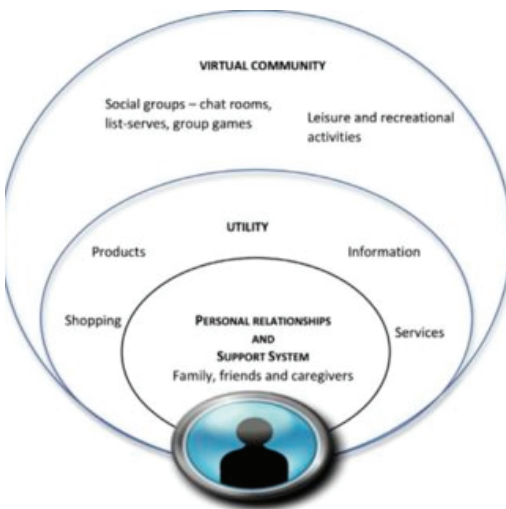 VIRTUAL COMMUNITY
Social groups – chat rooms,
list-serves, group games
Leisure and recreational
activities
UTILITY
Products
Information
Shopping
Services
PERSONAL RELATIONSHIPS
AND
SUPPORT SYSTEM
Family, friends and caregivers